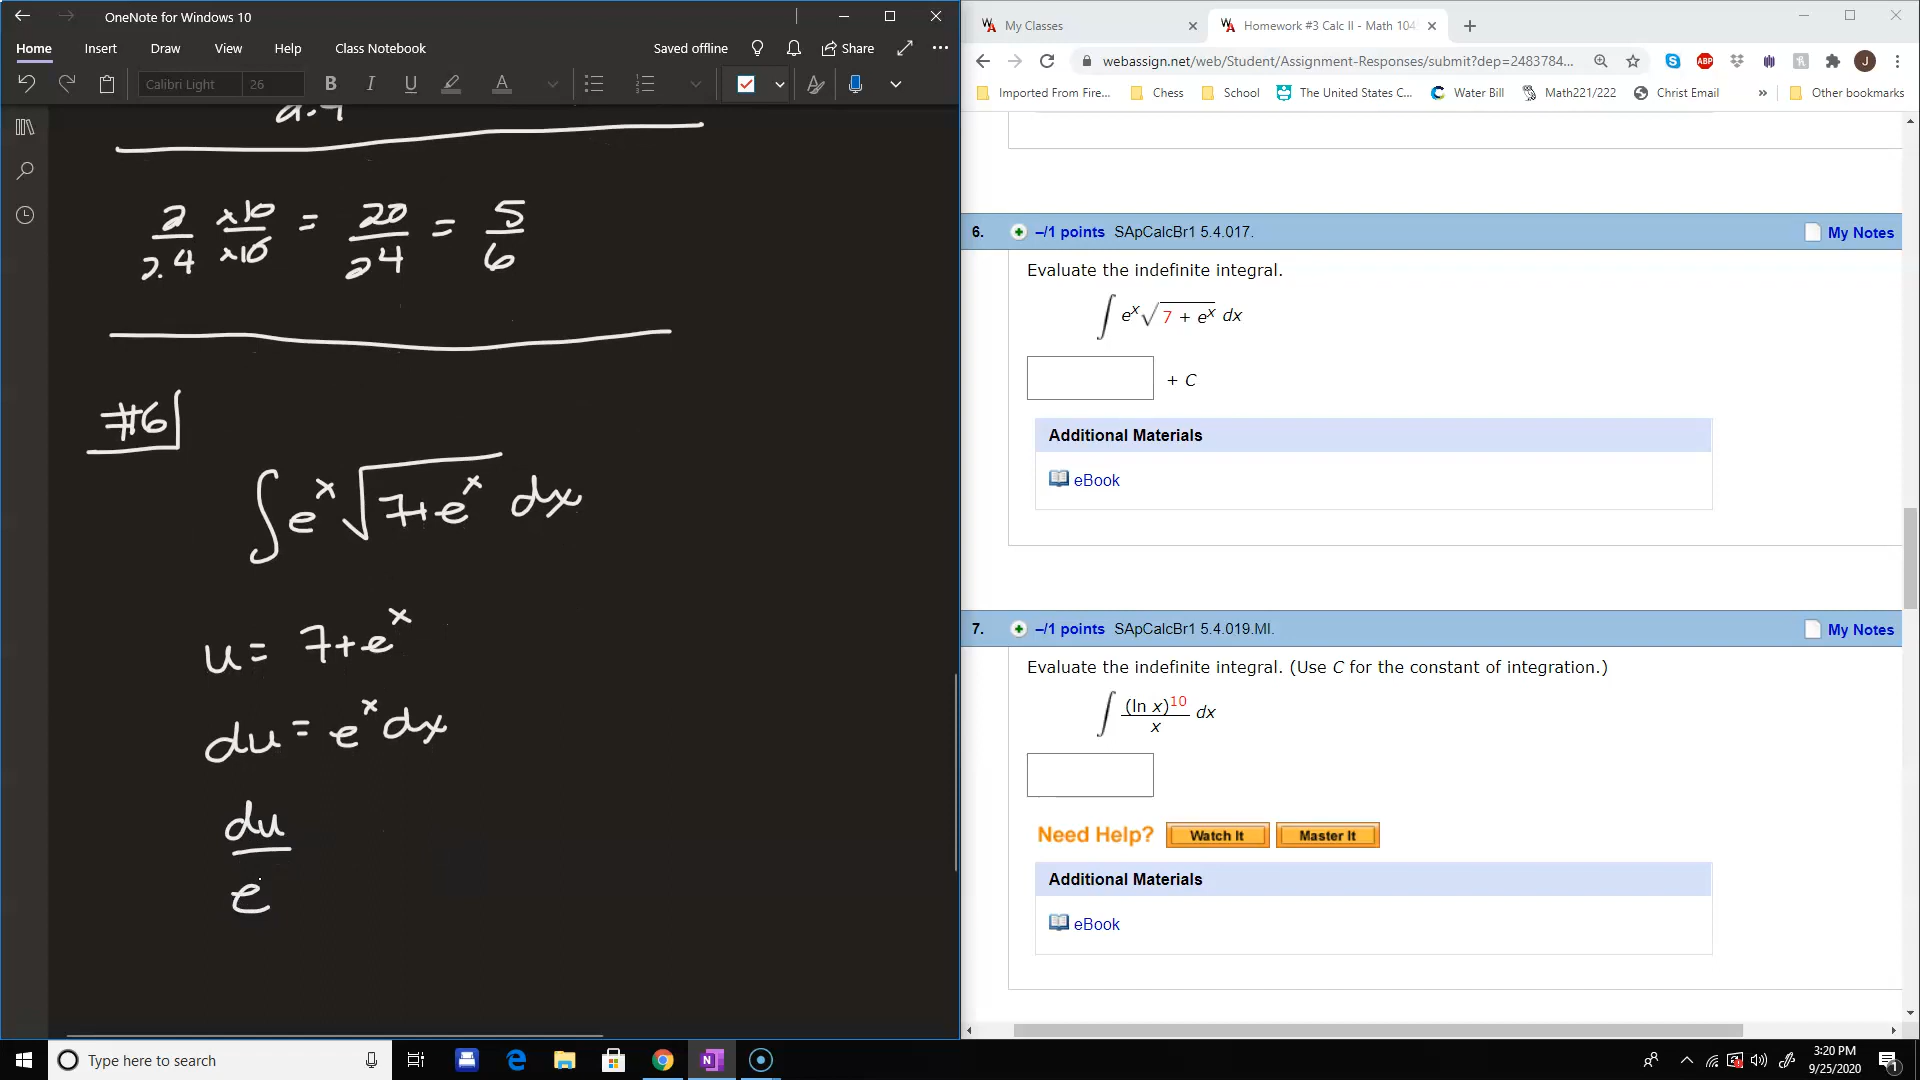 OneNote for Windows 10
Home Insert Draw View Help Class Notebook Saved offline Share
Calibri Light 26 B I U A
2/2.4 x10/x10 = 20/24 = 5/6
#6
∫ e^x √(7+e^x) dx
u = 7+e^x
du = e^x dx
du/e
My Classes
Homework #3 Calc II - Math 104
webassign.net/web/Student/Assignment-Responses/submit?dep=2483784...
ABP J
Imported From Fire... Chess School The United States C... Water Bill Math221/222 Christ Email » Other bookmarks
6. –/1 points SApCalcBr1 5.4.017. My Notes
Evaluate the indefinite integral.
∫ e^x √(7 + e^x) dx
+ C
Additional Materials
eBook
7. –/1 points SApCalcBr1 5.4.019.MI. My Notes
Evaluate the indefinite integral. (Use C for the constant of integration.)
∫ (ln x)^10/x dx
Need Help? Watch It Master It
Additional Materials
eBook
Type here to search
3:20 PM
9/25/2020
1